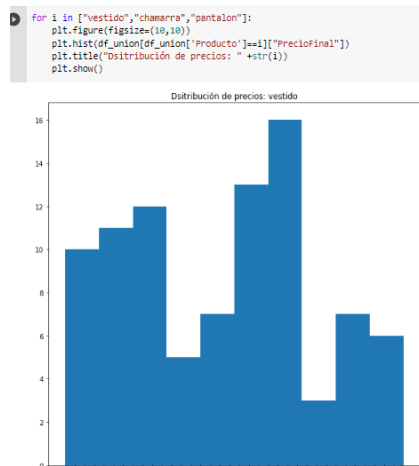 for i in ["vestido","chamarra","pantalon"]:
plt.figure(figsize=(10,10))
plt.hist(df_union[df_union['Producto']==i]["PrecioFinal"])
plt.title("Dsitribución de precios: " +str(i))
plt.show()
Dsitribución de precios: vestido
16
14
12
10
8
6
4
2
0